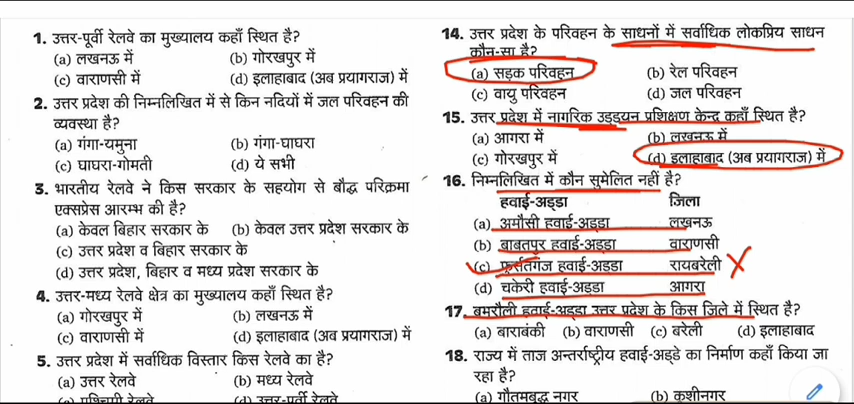 1. उत्तर-पूर्वी रेलवे का मुख्यालय कहाँ स्थित है?
(a) लखनऊ में (b) गोरखपुर में
(c) वाराणसी में (d) इलाहाबाद (अब प्रयागराज) में
2. उत्तर प्रदेश की निम्नलिखित में से किन नदियों में जल परिवहन की
व्यवस्था है?
(a) गंगा-यमुना (b) गंगा-घाघरा
(c) घाघरा-गोमती (d) ये सभी
3. भारतीय रेलवे ने किस सरकार के सहयोग से बौद्ध परिक्रमा
एक्सप्रेस आरम्भ की है?
(a) केवल बिहार सरकार के (b) केवल उत्तर प्रदेश सरकार के
(c) उत्तर प्रदेश व बिहार सरकार के
(d) उत्तर प्रदेश, बिहार व मध्य प्रदेश सरकार के
4. उत्तर-मध्य रेलवे क्षेत्र का मुख्यालय कहाँ स्थित है?
(a) गोरखपुर में (b) लखनऊ में
(c) वाराणसी में (d) इलाहाबाद (अब प्रयागराज) में
5. उत्तर प्रदेश में सर्वाधिक विस्तार किस रेलवे का है?
(a) उत्तर रेलवे (b) मध्य रेलवे
(c) पश्चिमी रेलवे (d) उत्तर-पूर्वी रेलवे
14. उत्तर प्रदेश के परिवहन के साधनों में सर्वाधिक लोकप्रिय साधन
कौन-सा है?
(a) सड़क परिवहन (b) रेल परिवहन
(c) वायु परिवहन (d) जल परिवहन
15. उत्तर प्रदेश में नागरिक उड्डयन प्रशिक्षण केन्द्र कहाँ स्थित है?
(a) आगरा में (b) लखनऊ में
(c) गोरखपुर में (d) इलाहाबाद (अब प्रयागराज) में
16. निम्नलिखित में कौन सुमेलित नहीं है?
हवाई-अड्डा जिला
(a) अमौसी हवाई-अड्डा लखनऊ
(b) बाबतपुर हवाई-अड्डा वाराणसी
(c) फुर्सतगंज हवाई-अड्डा रायबरेली
(d) चकेरी हवाई-अड्डा आगरा
17. बमरौली हवाई-अड्डा उत्तर प्रदेश के किस जिले में स्थित है?
(a) बाराबंकी (b) वाराणसी (c) बरेली (d) इलाहाबाद
18. राज्य में ताज अन्तर्राष्ट्रीय हवाई-अड्डे का निर्माण कहाँ किया जा
रहा है?
(a) गौतमबुद्ध नगर (b) कुशीनगर